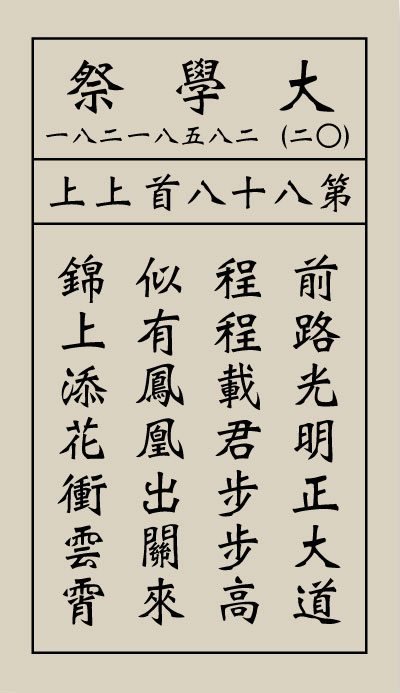 大學祭
(〇二)二八五八一二八一
第八十八首上上
前路光明正大道
程程載君步步高
似有鳳凰出關來
錦上添花衝雲霄